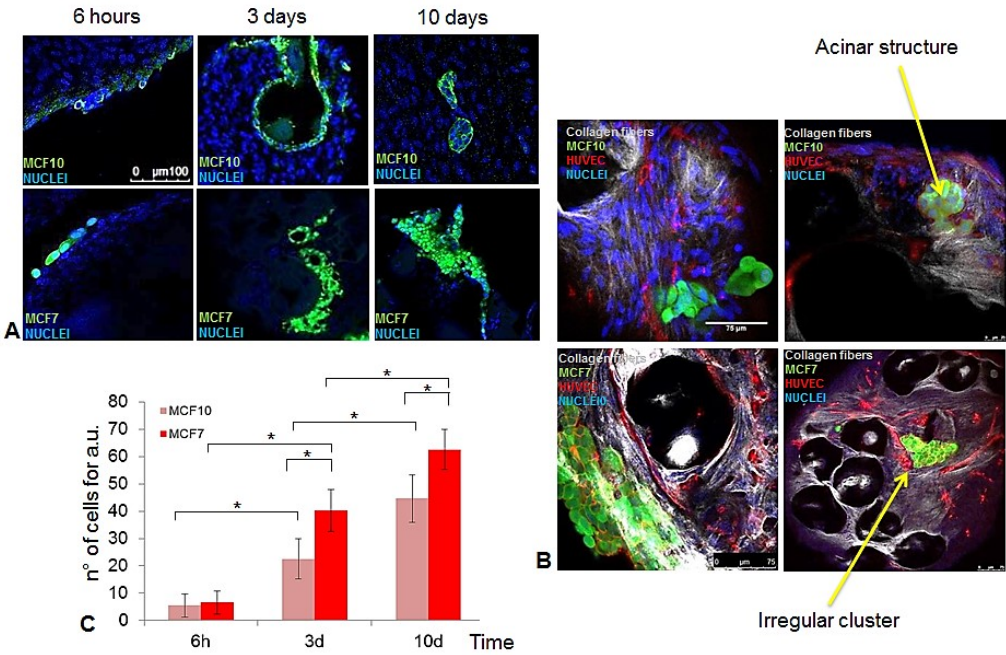 6 hours
3 days
10 days
MCF10
NUCLEI
0 µm100
MCF10
NUCLEI
MCF10
NUCLEI
MCF7
NUCLEI
MCF7
NUCLEI
MCF7
NUCLEI
A
Acinar structure
Collagen fibers
MCF10
HUVEC
NUCLEI
75 µm
Collagen fibers
MCF10
HUVEC
NUCLEI
Collagen fibers
MCF7
HUVEC
NUCLEI0
0 µm 75
Collagen fibers
MCF7
HUVEC
NUCLEI
B
Irregular cluster
n° of cells for a.u.
80
70
60
50
40
30
20
10
0
MCF10
MCF7
*
*
*
*
*
*
*
6h
3d
10d
Time
C